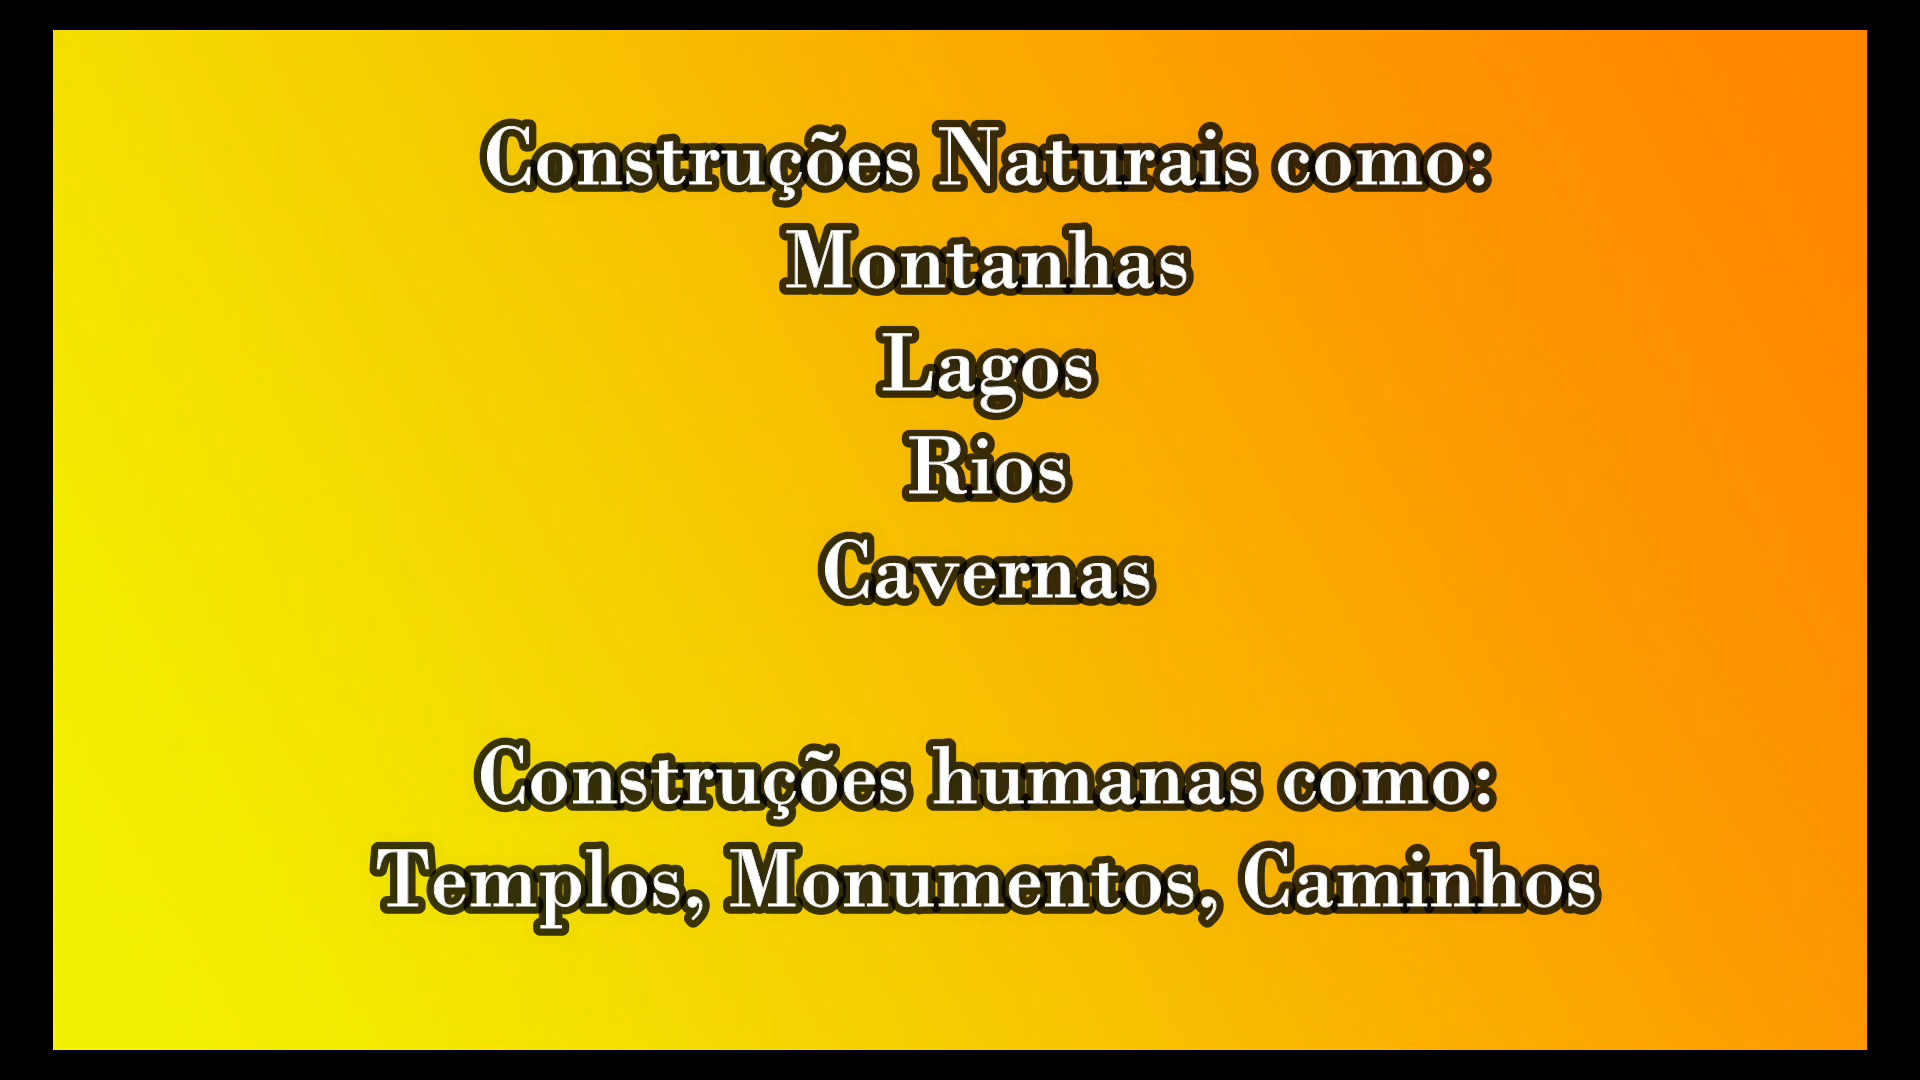 Construções Naturais como:
Montanhas
Lagos
Rios
Cavernas
Construções humanas como:
Templos, Monumentos, Caminhos